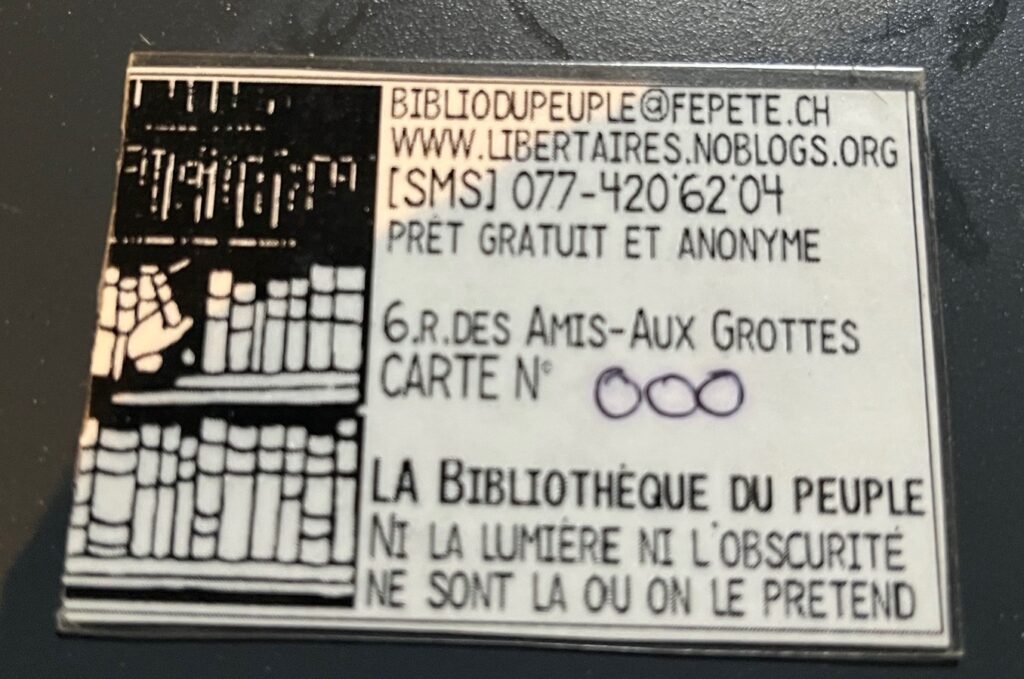 BIBLIODUPEUPLE@FEPETE.CH
WWW.LIBERTAIRES.NOBLOGS.ORG
[SMS] 077-420'62'04
PRÊT GRATUIT ET ANONYME
6.R.DES AMIS-AUX GROTTES
CARTE N° 000
LA BIBLIOTHÈQUE DU PEUPLE
NI LA LUMIÈRE NI L'OBSCURITÉ
NE SONT LA OU ON LE PRETEND